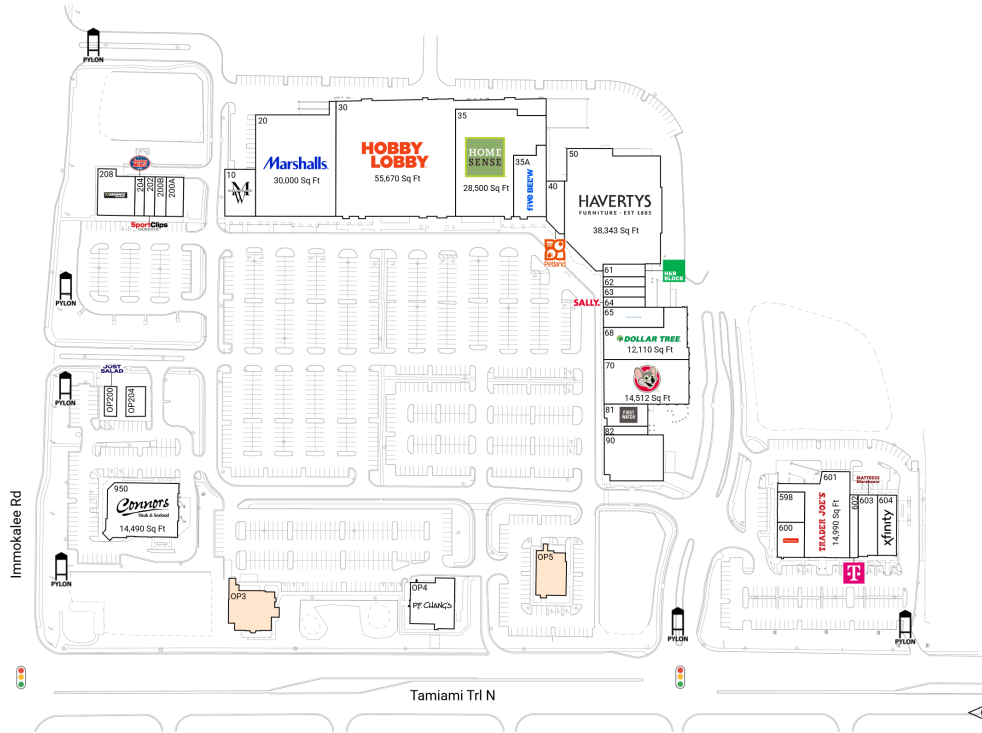 PYLON
30
35
20
HOBBY
LOBBY
55,670 Sq Ft
HOME
SENSE
28,500 Sq Ft
Marshalls.
30,000 Sq Ft
35A
five BEL°W
50
HAVERTYS
FURNITURE · EST 1885
38,343 Sq Ft
10
M
W
40
208
204
202
200B
200A
SportClips
Petland
61
62
63
64
65
H&R
BLOCK
SALLY.
PYLON
68
DOLLAR TREE
12,110 Sq Ft
70
14,512 Sq Ft
81
FIRST
WATCH
82
90
JUST
SALAD
OP200
OP204
PYLON
950
Connors
Steak & Seafood
14,490 Sq Ft
601
598
600
TRADER JOE'S
14,990 Sq Ft
602
MATTRESS
603
604
xfinity
T
Immokalee Rd
PYLON
OP3
OP4
P.F. CHANG'S
OP5
PYLON
PYLON
Tamiami Trl N